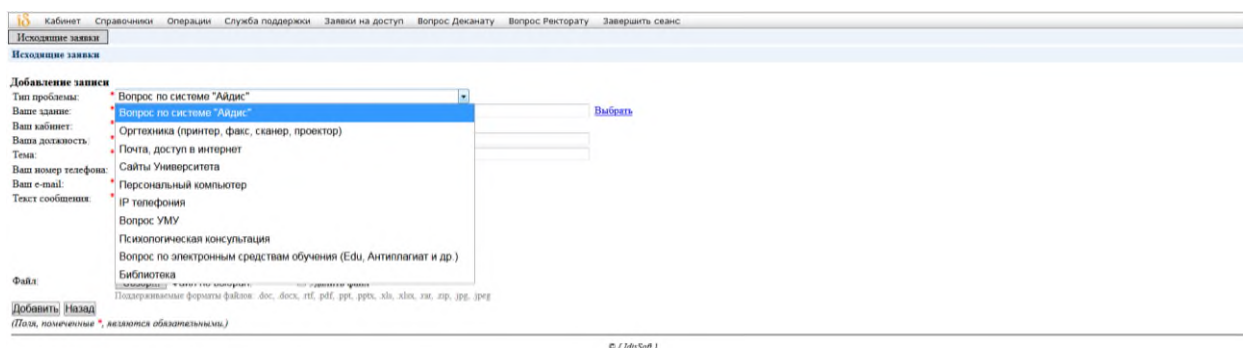 iS Кабинет Справочники Операции Служба поддержки Заявки на доступ Вопрос Деканату Вопрос Ректорату Завершить сеанс
Исходящие заявки
Исходящие заявки
Добавление записи
Тип проблемы: * Вопрос по системе "Айдис"
Ваше здание: * Вопрос по системе "Айдис" Выбрать
Ваш кабинет: *
Оргтехника (принтер, факс, сканер, проектор)
Ваша должность: *
Почта, доступ в интернет
Тема: *
Сайты Университета
Ваш номер телефона:
Ваш e-mail: * Персональный компьютер
Текст сообщения: * IP телефония
Вопрос УМУ
Психологическая консультация
Вопрос по электронным средствам обучения (Edu, Антиплагиат и др.)
Библиотека
Файл:
Поддерживаемые форматы файлов: .doc, .docx, .rtf, .pdf, .ppt, .pptx, .xls, .xlsx, .rar, .zip, .jpg, .jpeg
Добавить Назад
(Поля, помеченные *, являются обязательными.)
© [ IdisSoft ]